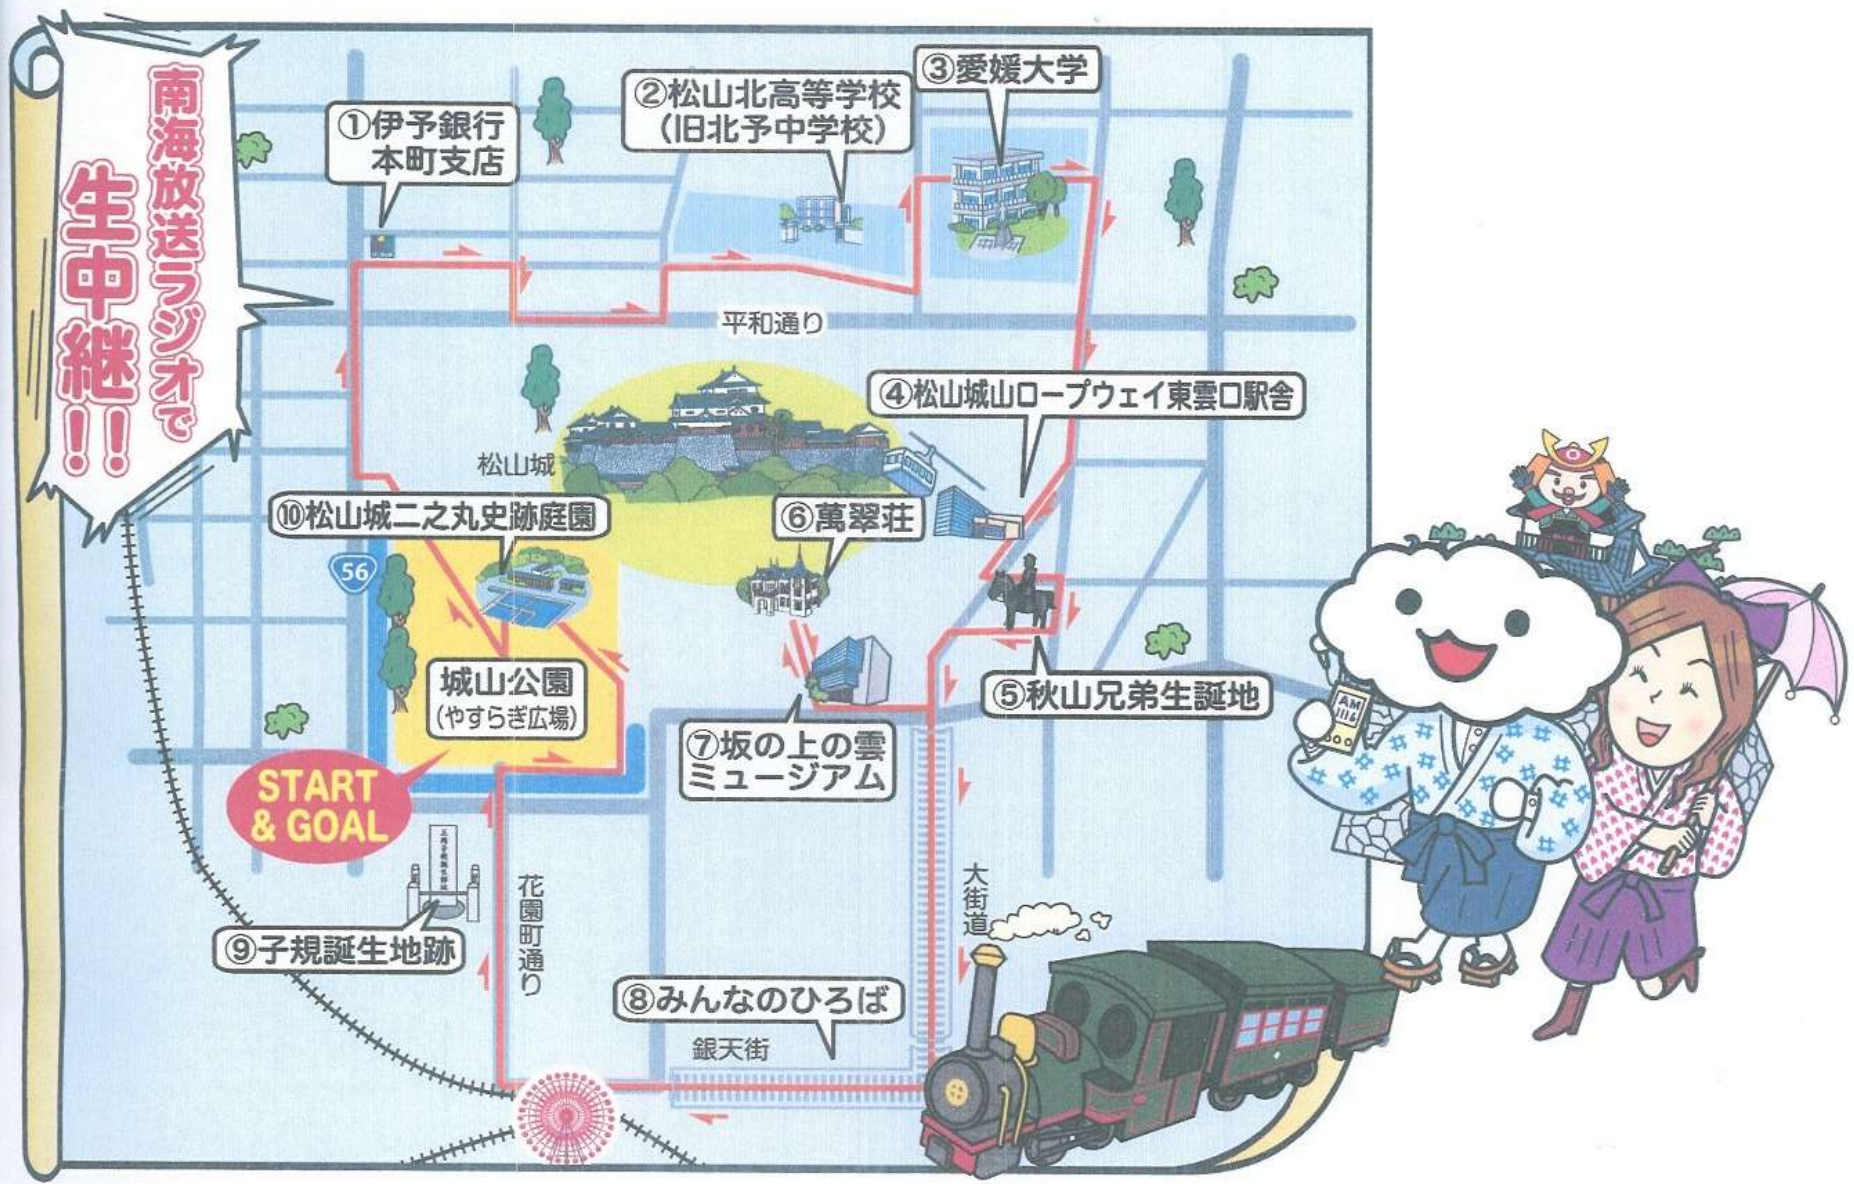 南海放送ラジオで
生中継!!
①伊予銀行
本町支店
②松山北高等学校
（旧北予中学校）
③愛媛大学
平和通り
④松山城山ロープウェイ東雲口駅舎
松山城
⑩松山城二之丸史跡庭園
⑥萬翠荘
56
城山公園
（やすらぎ広場）
⑤秋山兄弟生誕地
⑦坂の上の雲
ミュージアム
START
& GOAL
⑨子規誕生地跡
花園町通り
大街道
⑧みんなのひろば
銀天街
AM
1116